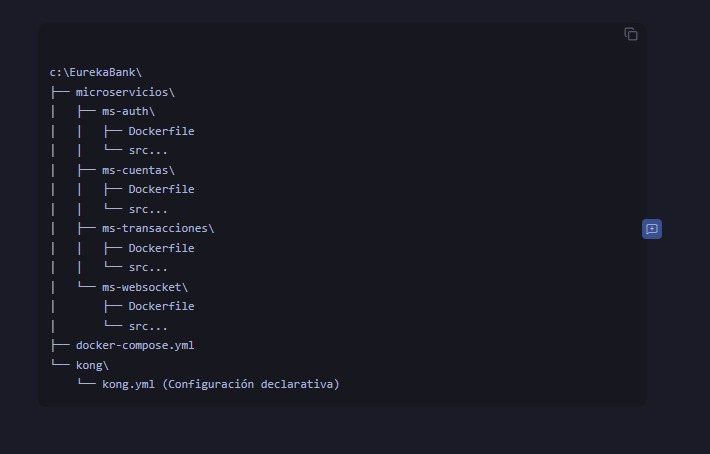 c:\EurekaBank\
├── microservicios\
│   ├── ms-auth\
│   │   ├── Dockerfile
│   │   └── src...
│   ├── ms-cuentas\
│   │   ├── Dockerfile
│   │   └── src...
│   ├── ms-transacciones\
│   │   ├── Dockerfile
│   │   └── src...
│   └── ms-websocket\
│       ├── Dockerfile
│       └── src...
├── docker-compose.yml
└── kong\
    └── kong.yml (Configuración declarativa)